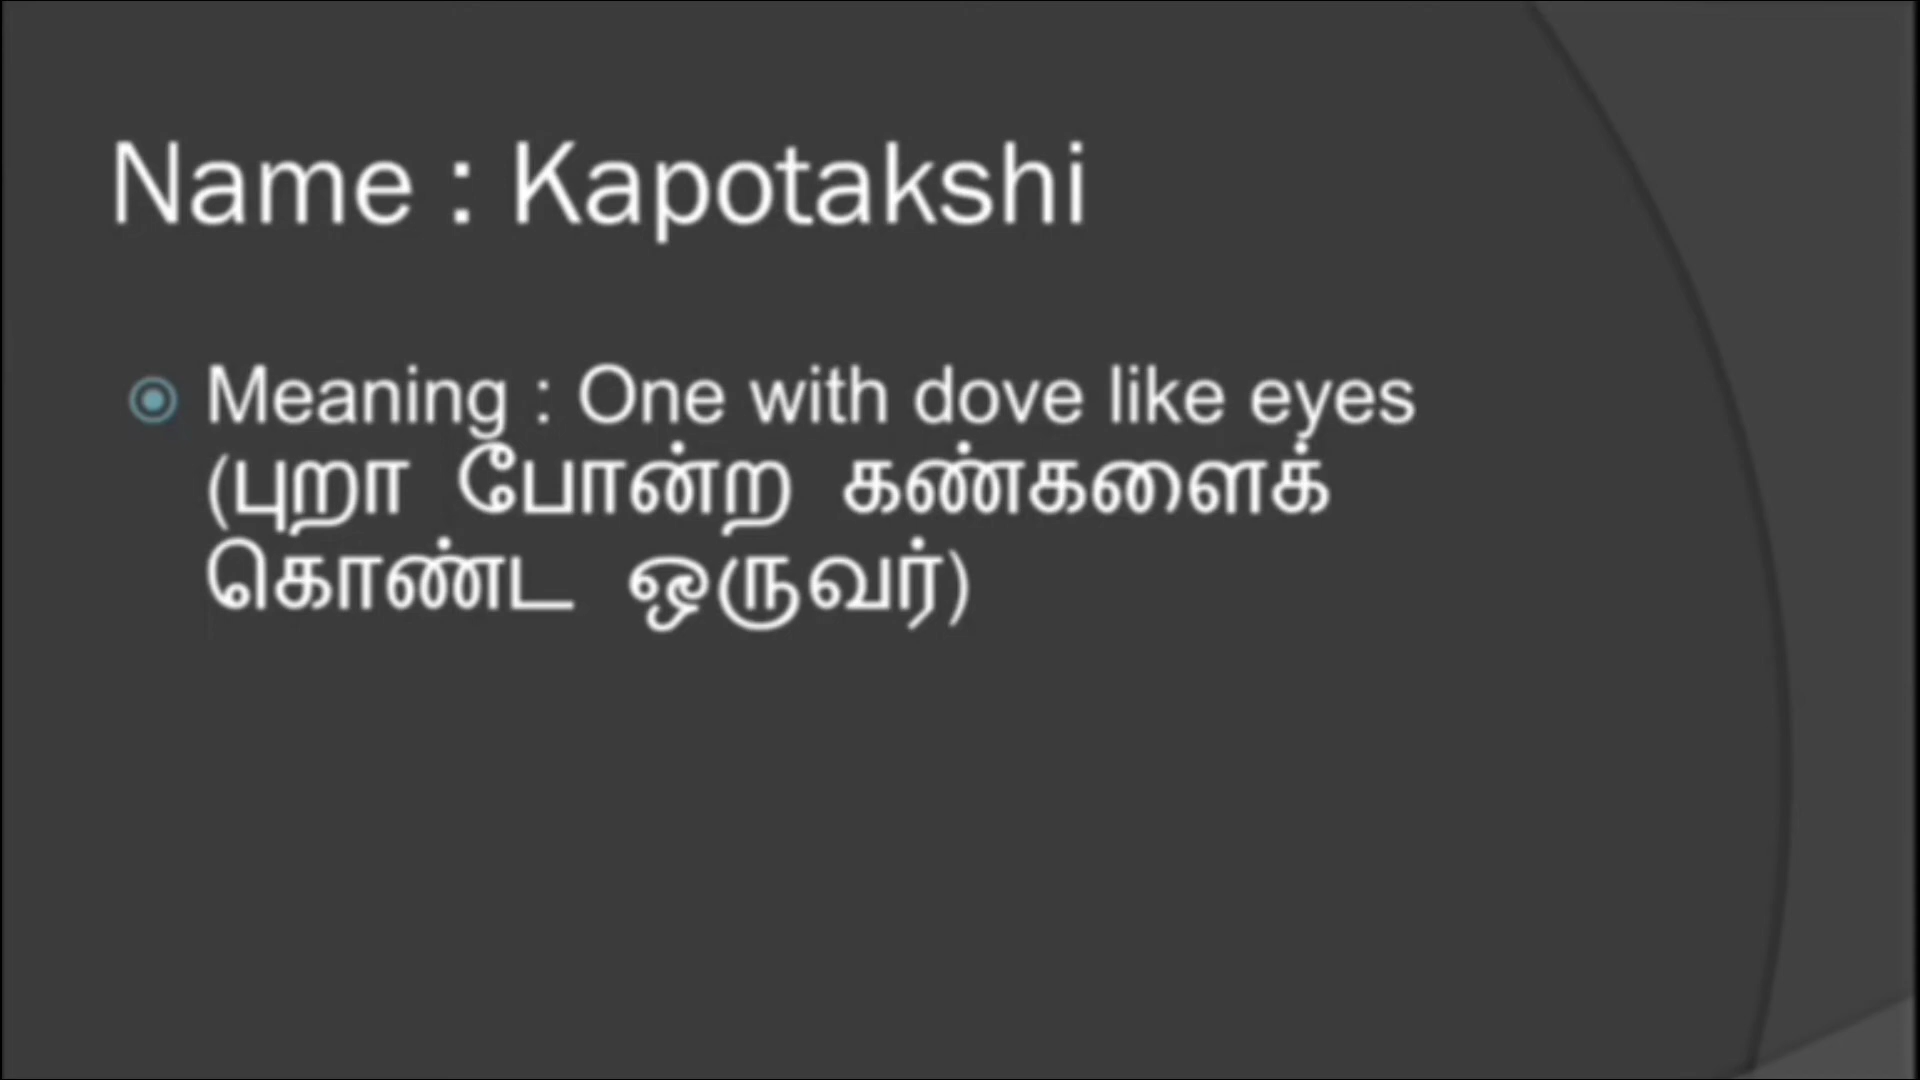 Name : Kapotakshi
Meaning : One with dove like eyes
(புறா போன்ற கண்களைக்
கொண்ட ஒருவர்)